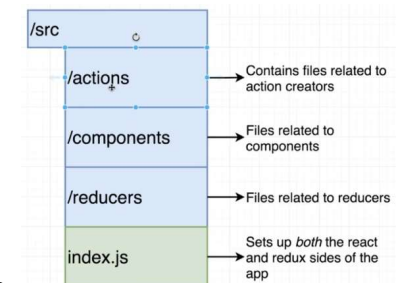 /src
/actions
Contains files related to
action creators
/components
Files related to
components
/reducers
Files related to reducers
index.js
Sets up both the react
and redux sides of the
app